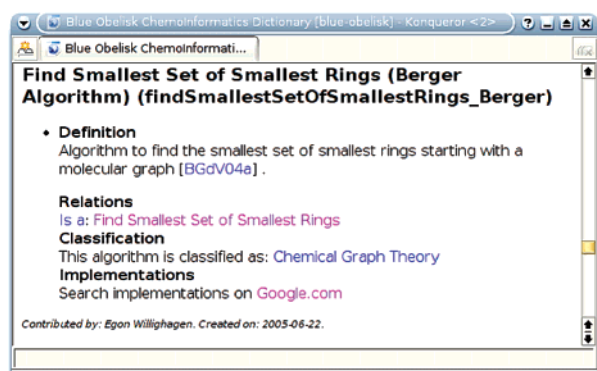 Blue Obelisk ChemoInformatics Dictionary [blue-obelisk] - Konqueror <2>
Blue Obelisk ChemoInformati...
Find Smallest Set of Smallest Rings (Berger
Algorithm) (findSmallestSetOfSmallestRings_Berger)
• Definition
Algorithm to find the smallest set of smallest rings starting with a
molecular graph [BGdV04a] .
Relations
Is a: Find Smallest Set of Smallest Rings
Classification
This algorithm is classified as: Chemical Graph Theory
Implementations
Search implementations on Google.com
Contributed by: Egon Willighagen. Created on: 2005-06-22.